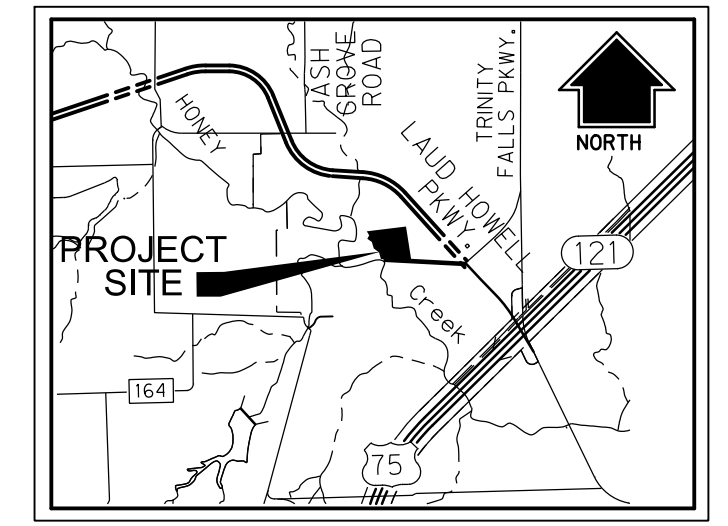 ASH
GROVE
ROAD
TRINITY
FALLS PKWY.
NORTH
HONEY
LAUD HOWELL
PKWY.
PROJECT
SITE
121
Creek
164
75